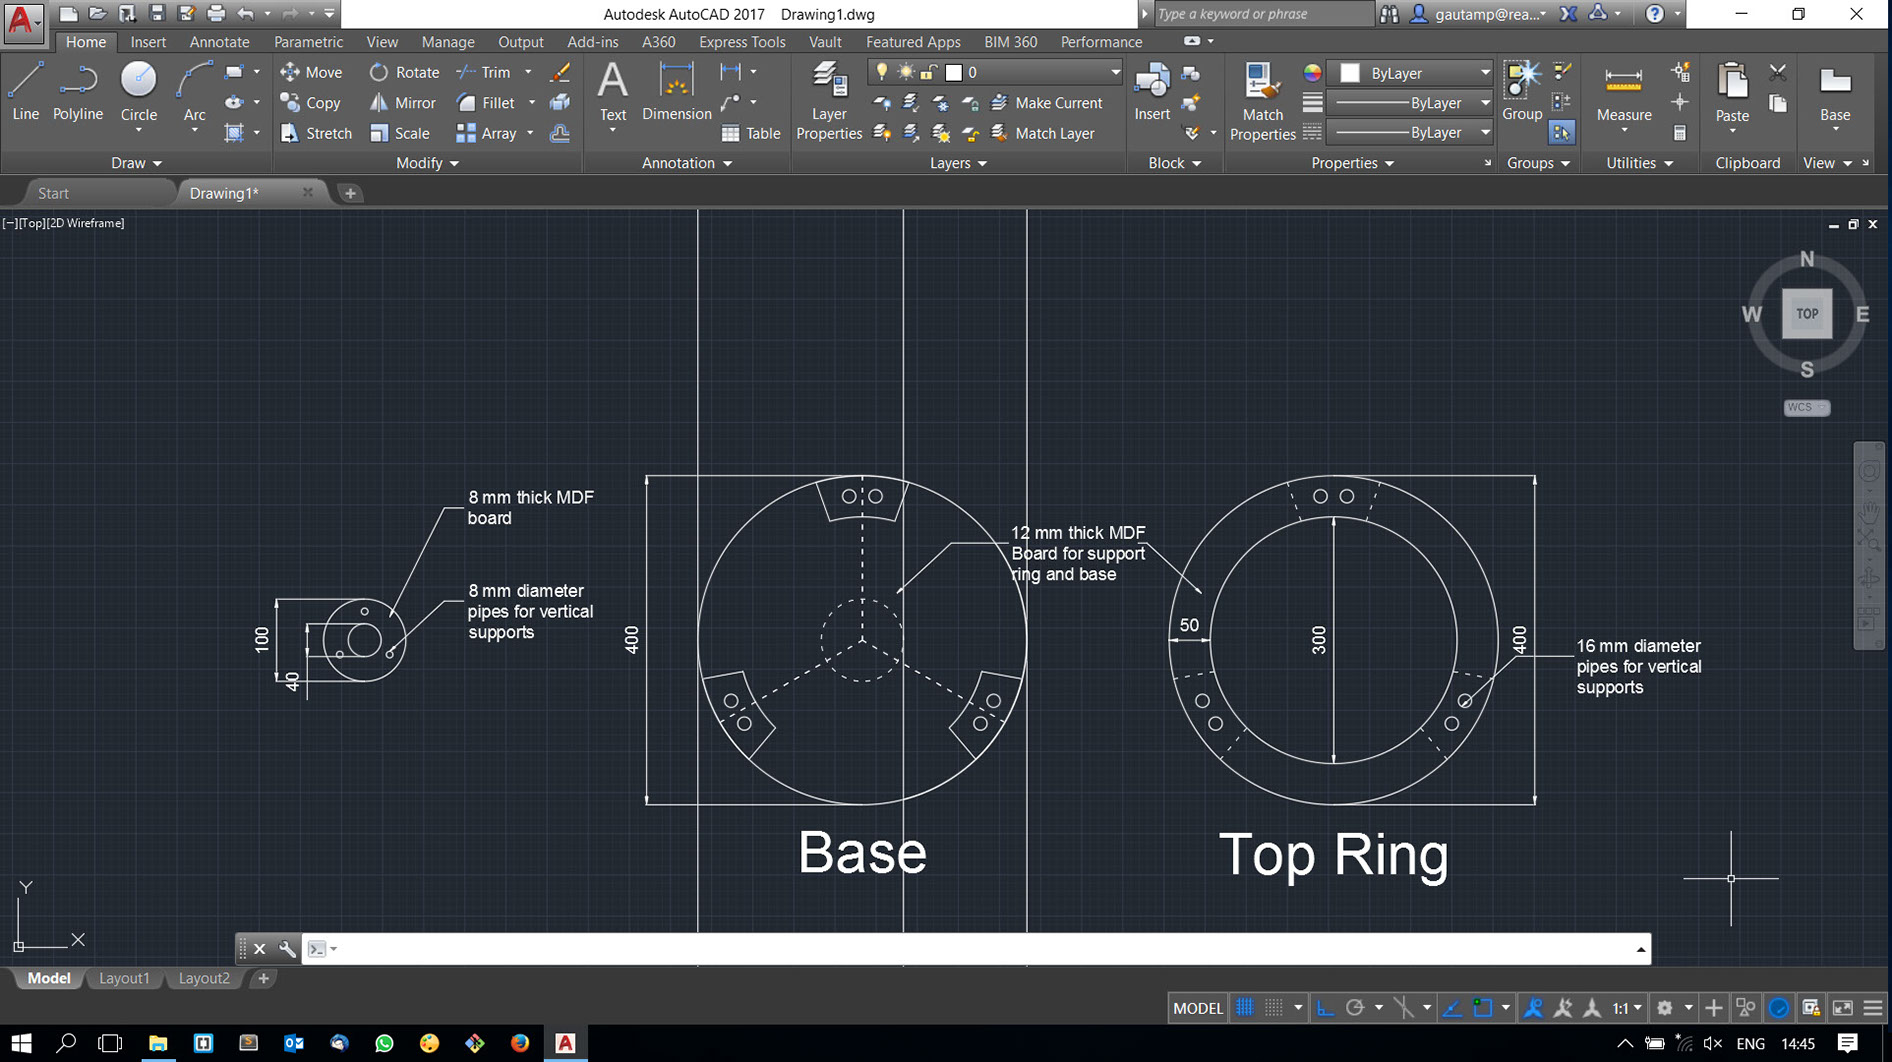 Autodesk AutoCAD 2017 Drawing1.dwg
Type a keyword or phrase
gautamp@rea...
Home Insert Annotate Parametric View Manage Output Add-ins A360 Express Tools Vault Featured Apps BIM 360 Performance
Line
Polyline
Circle
Arc
Move
Rotate
Trim
Copy
Mirror
Fillet
Stretch
Scale
Array
Text
Dimension
Table
Layer
Properties
0
Make Current
Match Layer
Insert
Match
Properties
ByLayer
ByLayer
ByLayer
Group
Measure
Paste
Base
Draw Modify Annotation Layers Block Properties Groups Utilities Clipboard View
Start Drawing1*
[−][Top][2D Wireframe]
N
W TOP E
S
WCS
8 mm thick MDF
board
8 mm diameter
pipes for vertical
supports
100
40
400
12 mm thick MDF
Board for support
ring and base
50
300
400
16 mm diameter
pipes for vertical
supports
Base
Top Ring
Y
X
Model Layout1 Layout2
MODEL 1:1
ENG 14:45